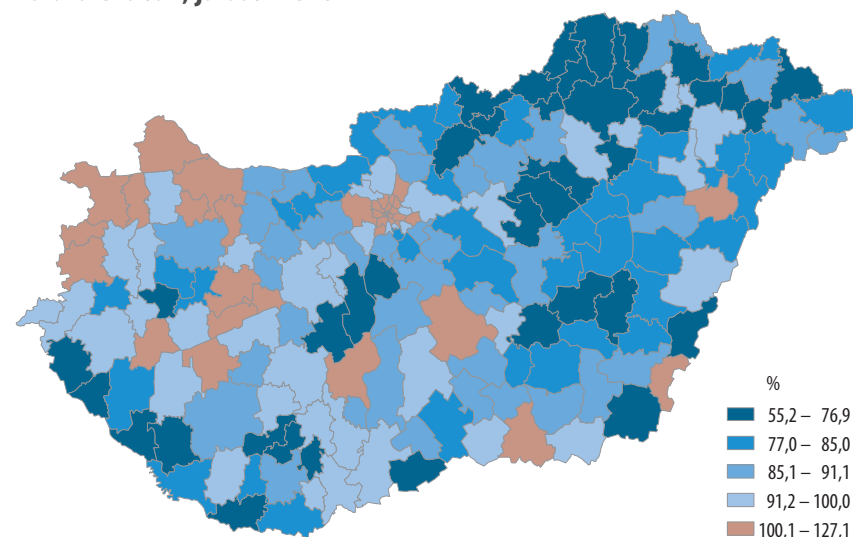 %
55,2 – 76,9
77,0 – 85,0
85,1 – 91,1
91,2 – 100,0
100,1 – 127,1